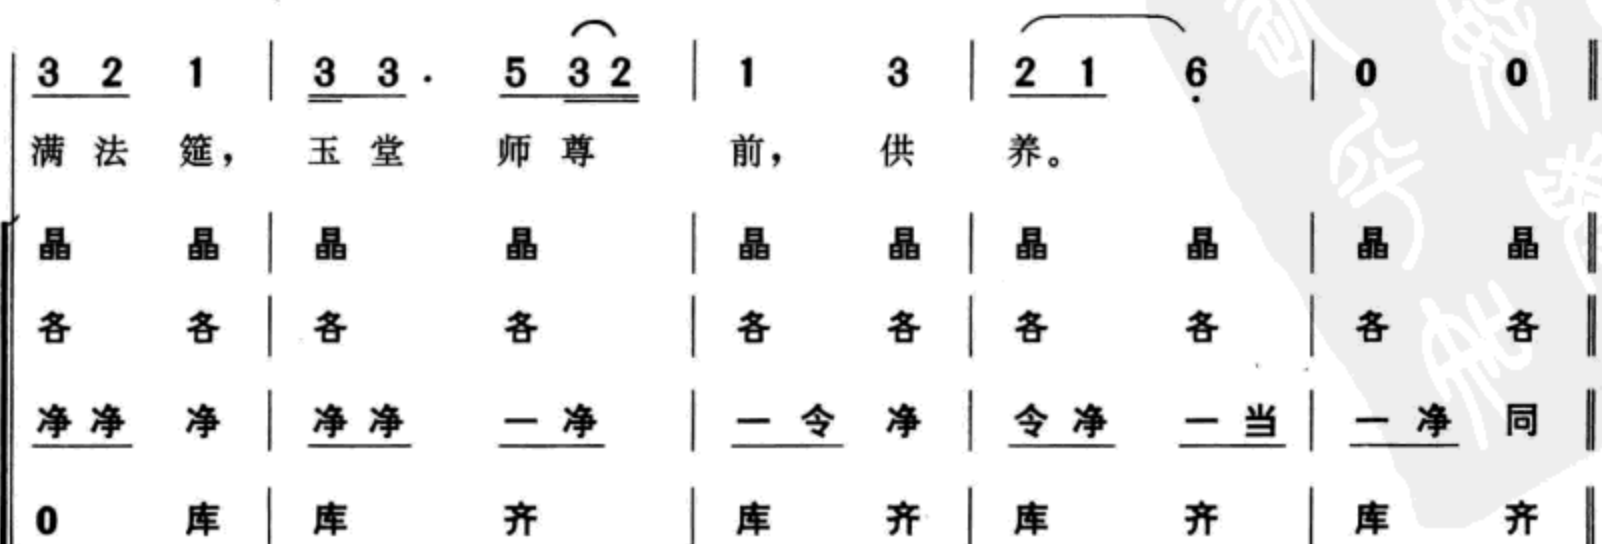 3 2 1 | 3 3 · 5 3 2 | 1 3 | 2 1 6 | 0 0
满 法 筵， 玉 堂 师 尊 前， 供 养。
晶 晶 | 晶 晶 | 晶 晶 | 晶 晶 | 晶 晶
各 各 | 各 各 | 各 各 | 各 各 | 各 各
净 净 净 | 净 净 一 净 | 一 令 净 | 令 净 一 当 | 一 净 同
0 库 | 库 齐 | 库 齐 | 库 齐 | 库 齐